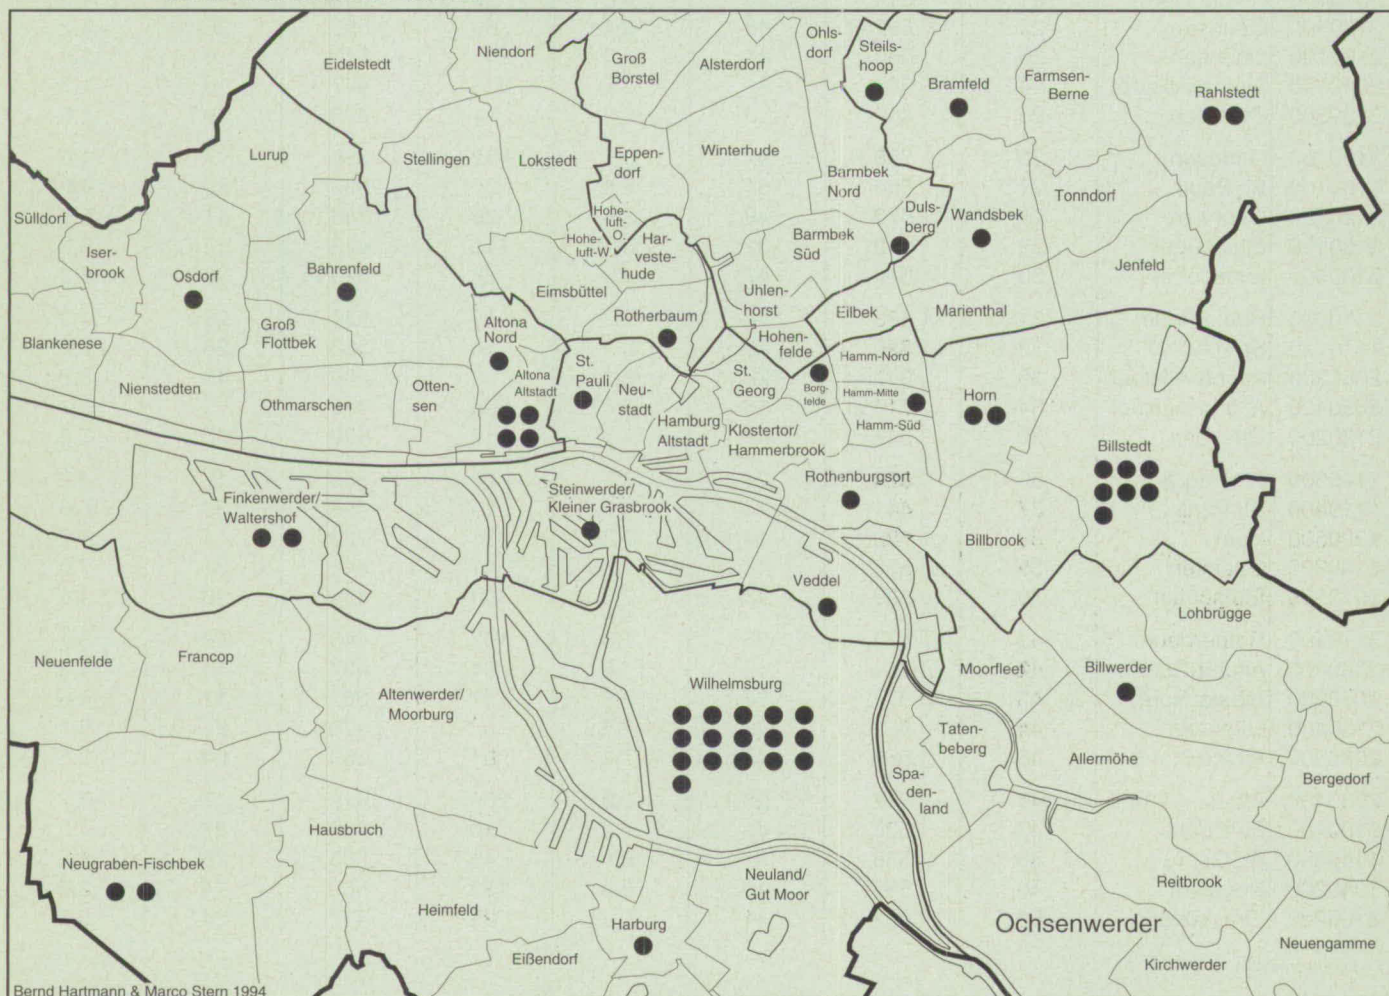 Eidelstedt
Niendorf
Groß
Borstel
Alsterdorf
Ohls-
dorf
Steils-
hoop
Bramfeld
Farmsen-
Berne
Rahlstedt
Lurup
Stellingen
Lokstedt
Eppen-
dorf
Winterhude
Barmbek
Nord
Tonndorf
Sülldorf
Iser-
brook
Osdorf
Bahrenfeld
Hohe-
luft-
O.
Hohe-
luft-W.
Har-
veste-
hude
Barmbek
Süd
Duls-
berg
Wandsbek
Jenfeld
Eimsbüttel
Uhlen-
horst
Eilbek
Marienthal
Blankenese
Groß
Flottbek
Altona
Nord
Rotherbaum
Hohen-
felde
Hamm-Nord
Nienstedten
Othmarschen
Otten-
sen
Altona
Altstadt
St.
Pauli
Neu-
stadt
St.
Georg
Borg-
felde
Hamm-Mitte
Horn
Hamburg
Altstadt
Klostertor/
Hammerbrook
Hamm-Süd
Billstedt
Finkenwerder/
Waltershof
Steinwerder/
Kleiner Grasbrook
Rothenburgsort
Billbrook
Veddel
Lohbrügge
Neuenfelde
Francop
Altenwerder/
Moorburg
Wilhelmsburg
Moorfleet
Billwerder
Taten-
beberg
Allermöhe
Spa-
den-
land
Bergedorf
Hausbruch
Neugraben-Fischbek
Heimfeld
Neuland/
Gut Moor
Reitbrook
Harburg
Ochsenwerder
Eißendorf
Kirchwerder
Neuengamme
Bernd Hartmann & Marco Stern 1994